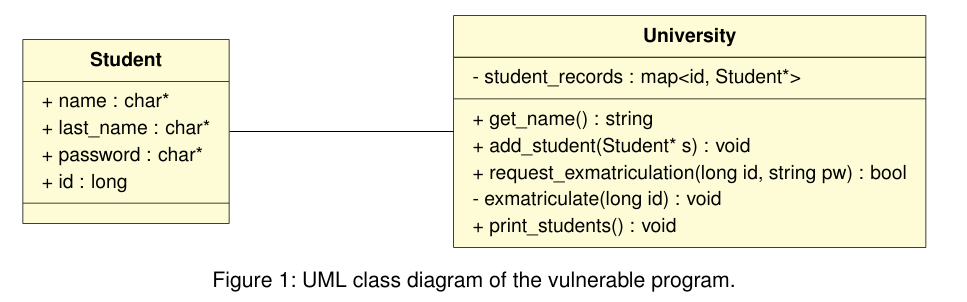 Student
+ name : char*
+ last_name : char*
+ password : char*
+ id : long
University
- student_records : map<id, Student*>
+ get_name() : string
+ add_student(Student* s) : void
+ request_exmatriculation(long id, string pw) : bool
- exmatriculate(long id) : void
+ print_students() : void
Figure 1: UML class diagram of the vulnerable program.